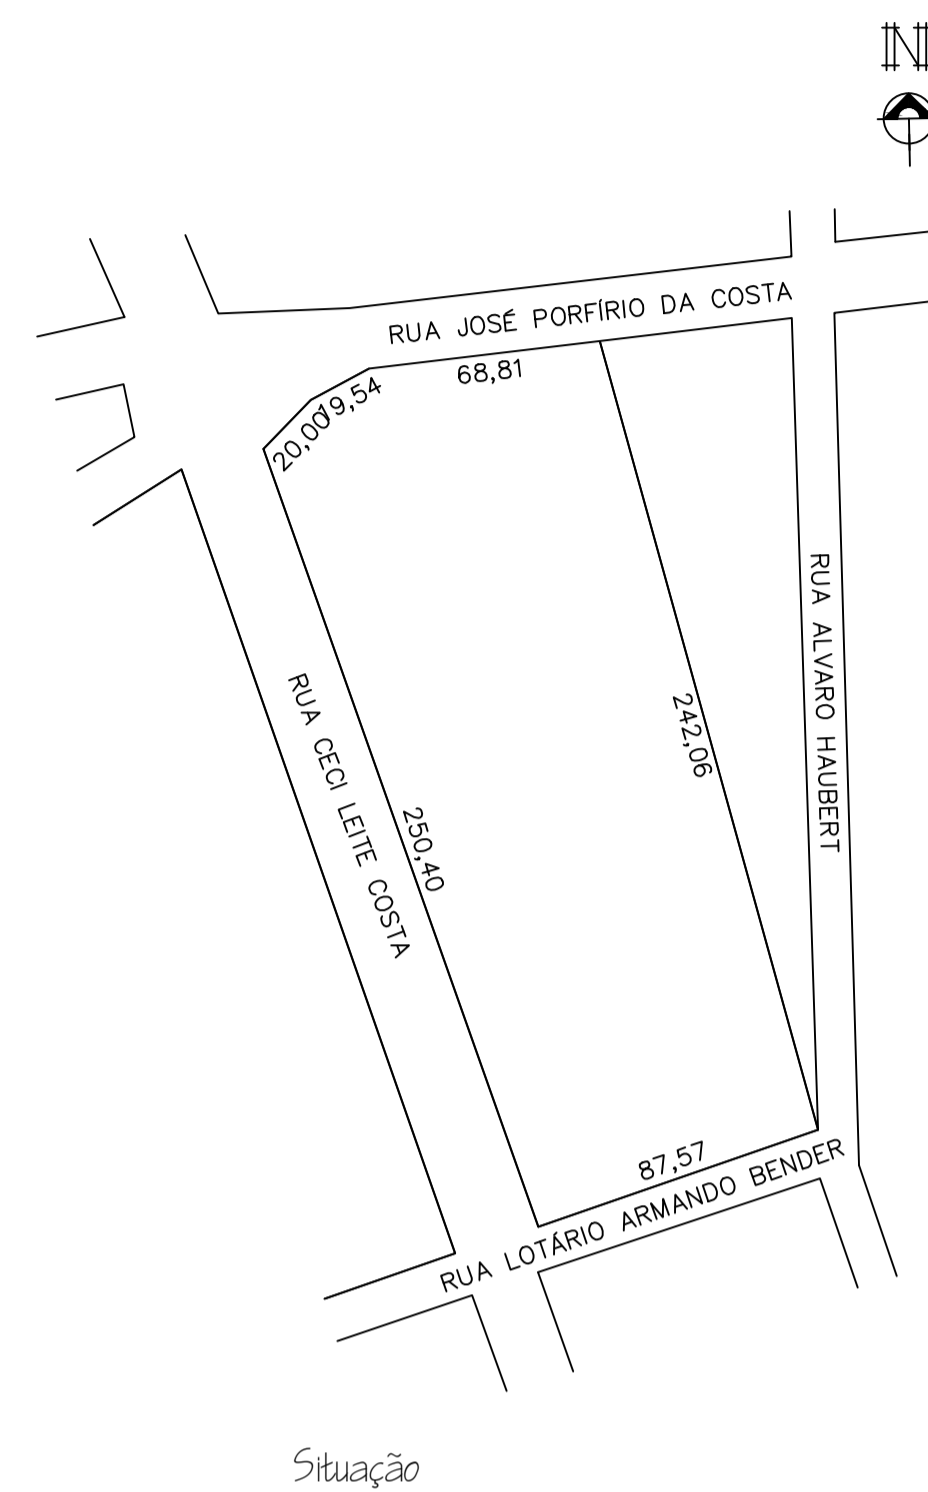 N
RUA JOSÉ PORFÍRIO DA COSTA
68,81
19,54
20,00
RUA ALVARO HAUBERT
242,06
RUA CECI LEITE COSTA
250,40
87,57
RUA LOTÁRIO ARMANDO BENDER
Situação